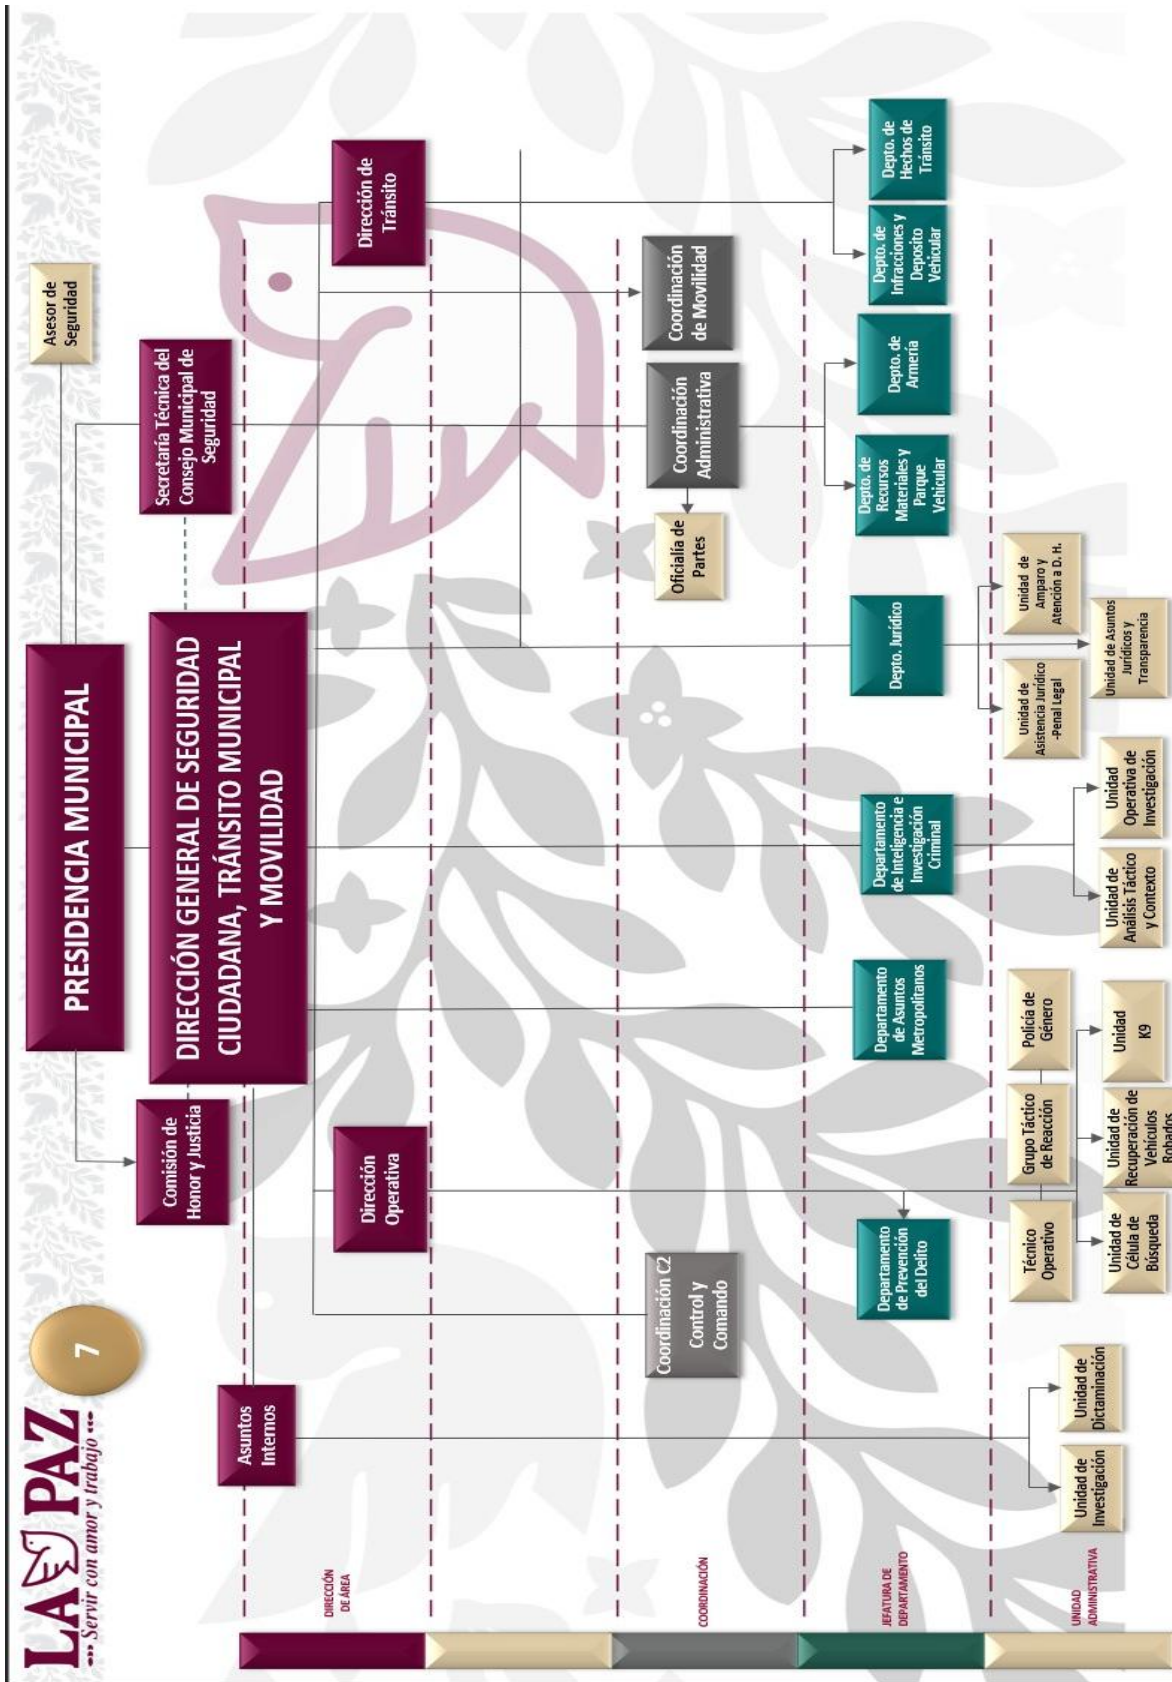 LA PAZ
Servir con amor y trabajo
7
PRESIDENCIA MUNICIPAL
Asesor de
Seguridad
Comisión de
Honor y Justicia
DIRECCIÓN GENERAL DE SEGURIDAD
CIUDADANA, TRÁNSITO MUNICIPAL
Y MOVILIDAD
Secretaría Técnica del
Consejo Municipal de
Seguridad
Asuntos
Internos
DIRECCIÓN
DE ÁREA
Dirección
Operativa
Dirección de
Tránsito
COORDINACIÓN
Coordinación C2
Control y
Comando
Oficialía de
Partes
Coordinación
Administrativa
Coordinación
de Movilidad
JEFATURA DE
DEPARTAMENTO
Departamento
de Prevención
del Delito
Departamento
de Asuntos
Metropolitanos
Departamento
de Inteligencia e
Investigación
Criminal
Depto. Jurídico
Depto. de
Recursos
Materiales y
Parque
Vehicular
Depto. de
Armería
Depto. de
Infracciones y
Deposito
Vehicular
Depto. de
Hechos de
Tránsito
UNIDAD
ADMINISTRATIVA
Unidad de
Investigación
Unidad de
Dictaminación
Técnico
Operativo
Grupo Táctico
de Reacción
Policía de
Género
Unidad de
Célula de
Búsqueda
Unidad de
Recuperación de
Vehículos
Robados
Unidad
K9
Unidad de
Análisis Táctico
y Contexto
Unidad
Operativa de
Investigación
Unidad de
Asistencia Jurídico
-Penal Legal
Unidad de
Amparo y
Atención a D. H.
Unidad de Asuntos
Jurídicos y
Transparencia